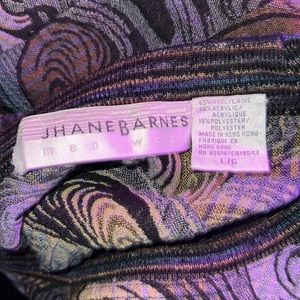 JHANE BARNES
65% WOOL/LAINE
20% ACRYLIC/
ACRYLIQUE
15% POLYESTER/
POLYESTER
MADE IN HONG KONG
FABRIQUE EN
HONG KONG
L/G